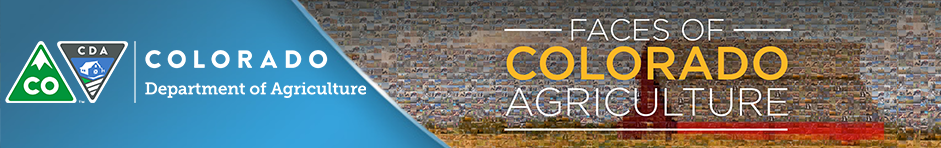 CO
CDA
COLORADO
Department of Agriculture
FACES OF
COLORADO
AGRICULTURE